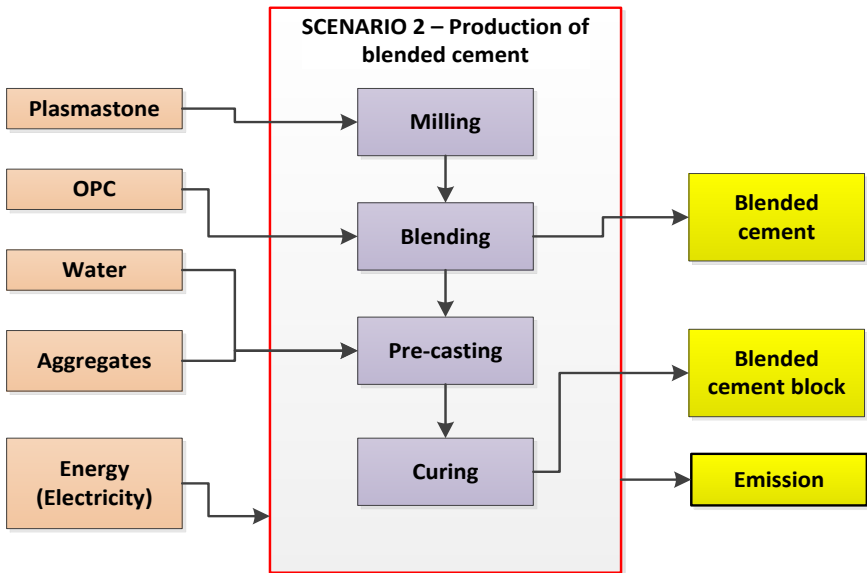 SCENARIO 2 – Production of
blended cement
Plasmastone
Milling
OPC
Blending
Blended
cement
Water
Aggregates
Pre-casting
Blended
cement block
Energy
(Electricity)
Curing
Emission